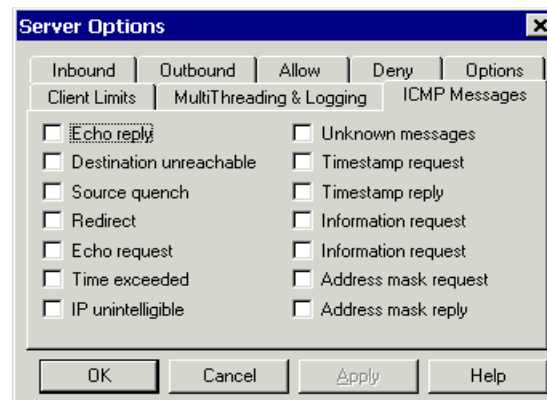 Server Options
Inbound Outbound Allow Deny Options
Client Limits MultiThreading & Logging ICMP Messages
Echo reply
Destination unreachable
Source quench
Redirect
Echo request
Time exceeded
IP unintelligible
Unknown messages
Timestamp request
Timestamp reply
Information request
Information request
Address mask request
Address mask reply
OK Cancel Apply Help